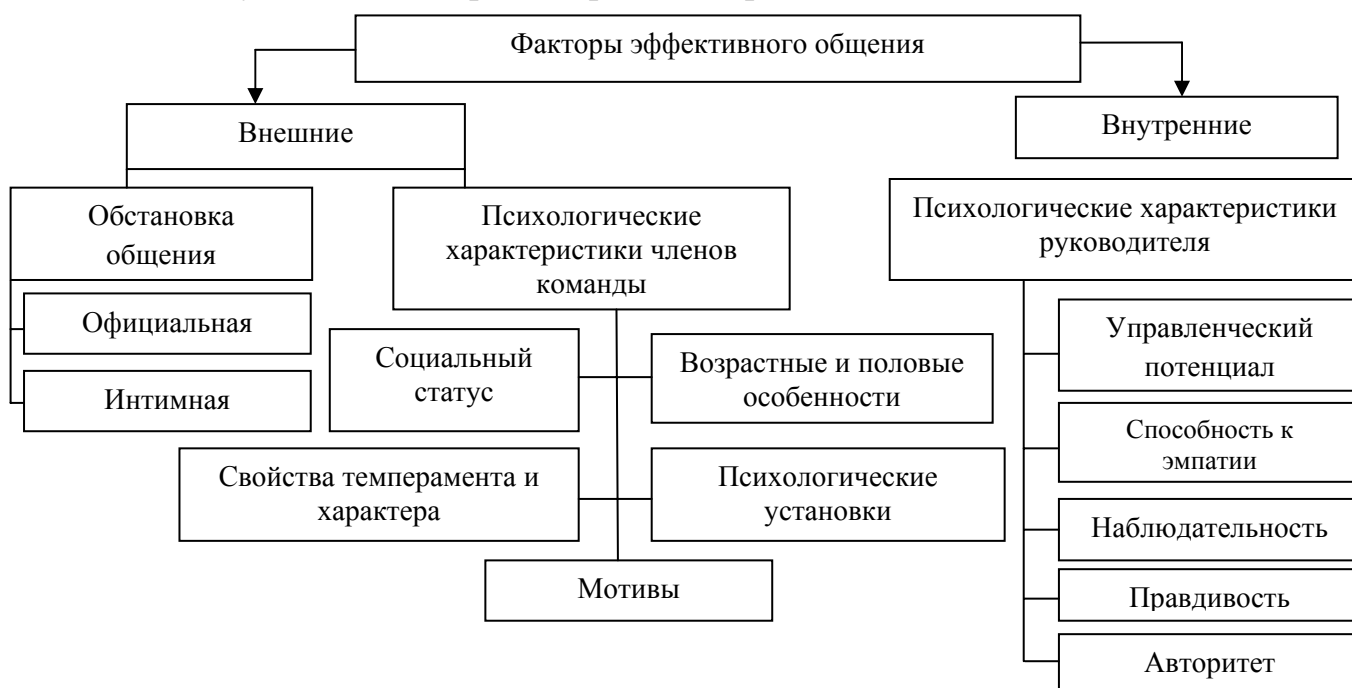 Факторы эффективного общения
Внешние
Внутренние
Обстановка
общения
Официальная
Интимная
Психологические
характеристики членов
команды
Социальный
статус
Возрастные и половые
особенности
Свойства темперамента и
характера
Психологические
установки
Мотивы
Психологические характеристики
руководителя
Управленческий
потенциал
Способность к
эмпатии
Наблюдательность
Правдивость
Авторитет